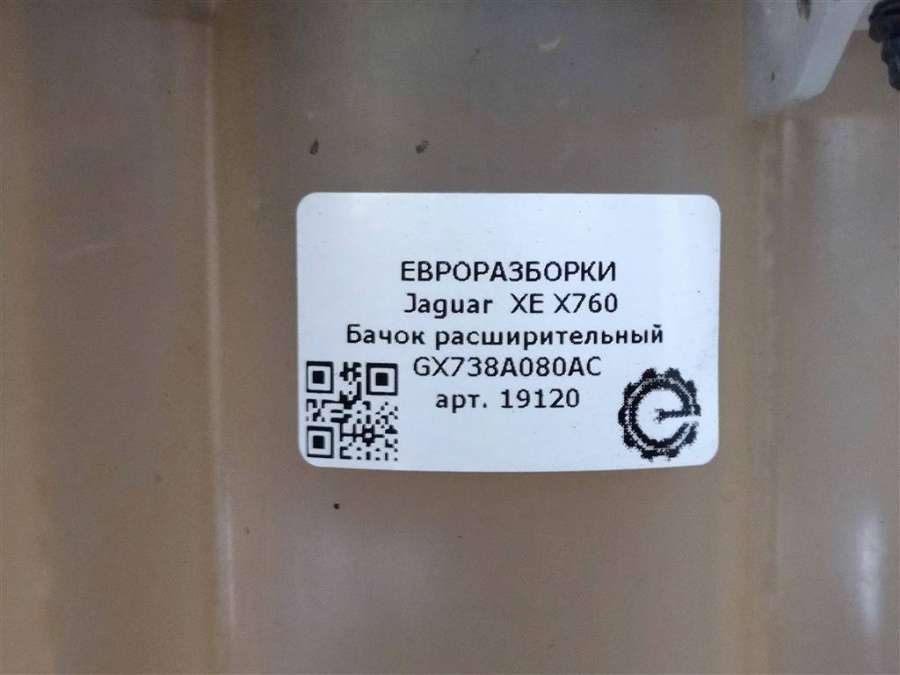 ЕВРОРАЗБОРКИ
Jaguar XE X760
Бачок расширительный
GX738A080AC
арт. 19120